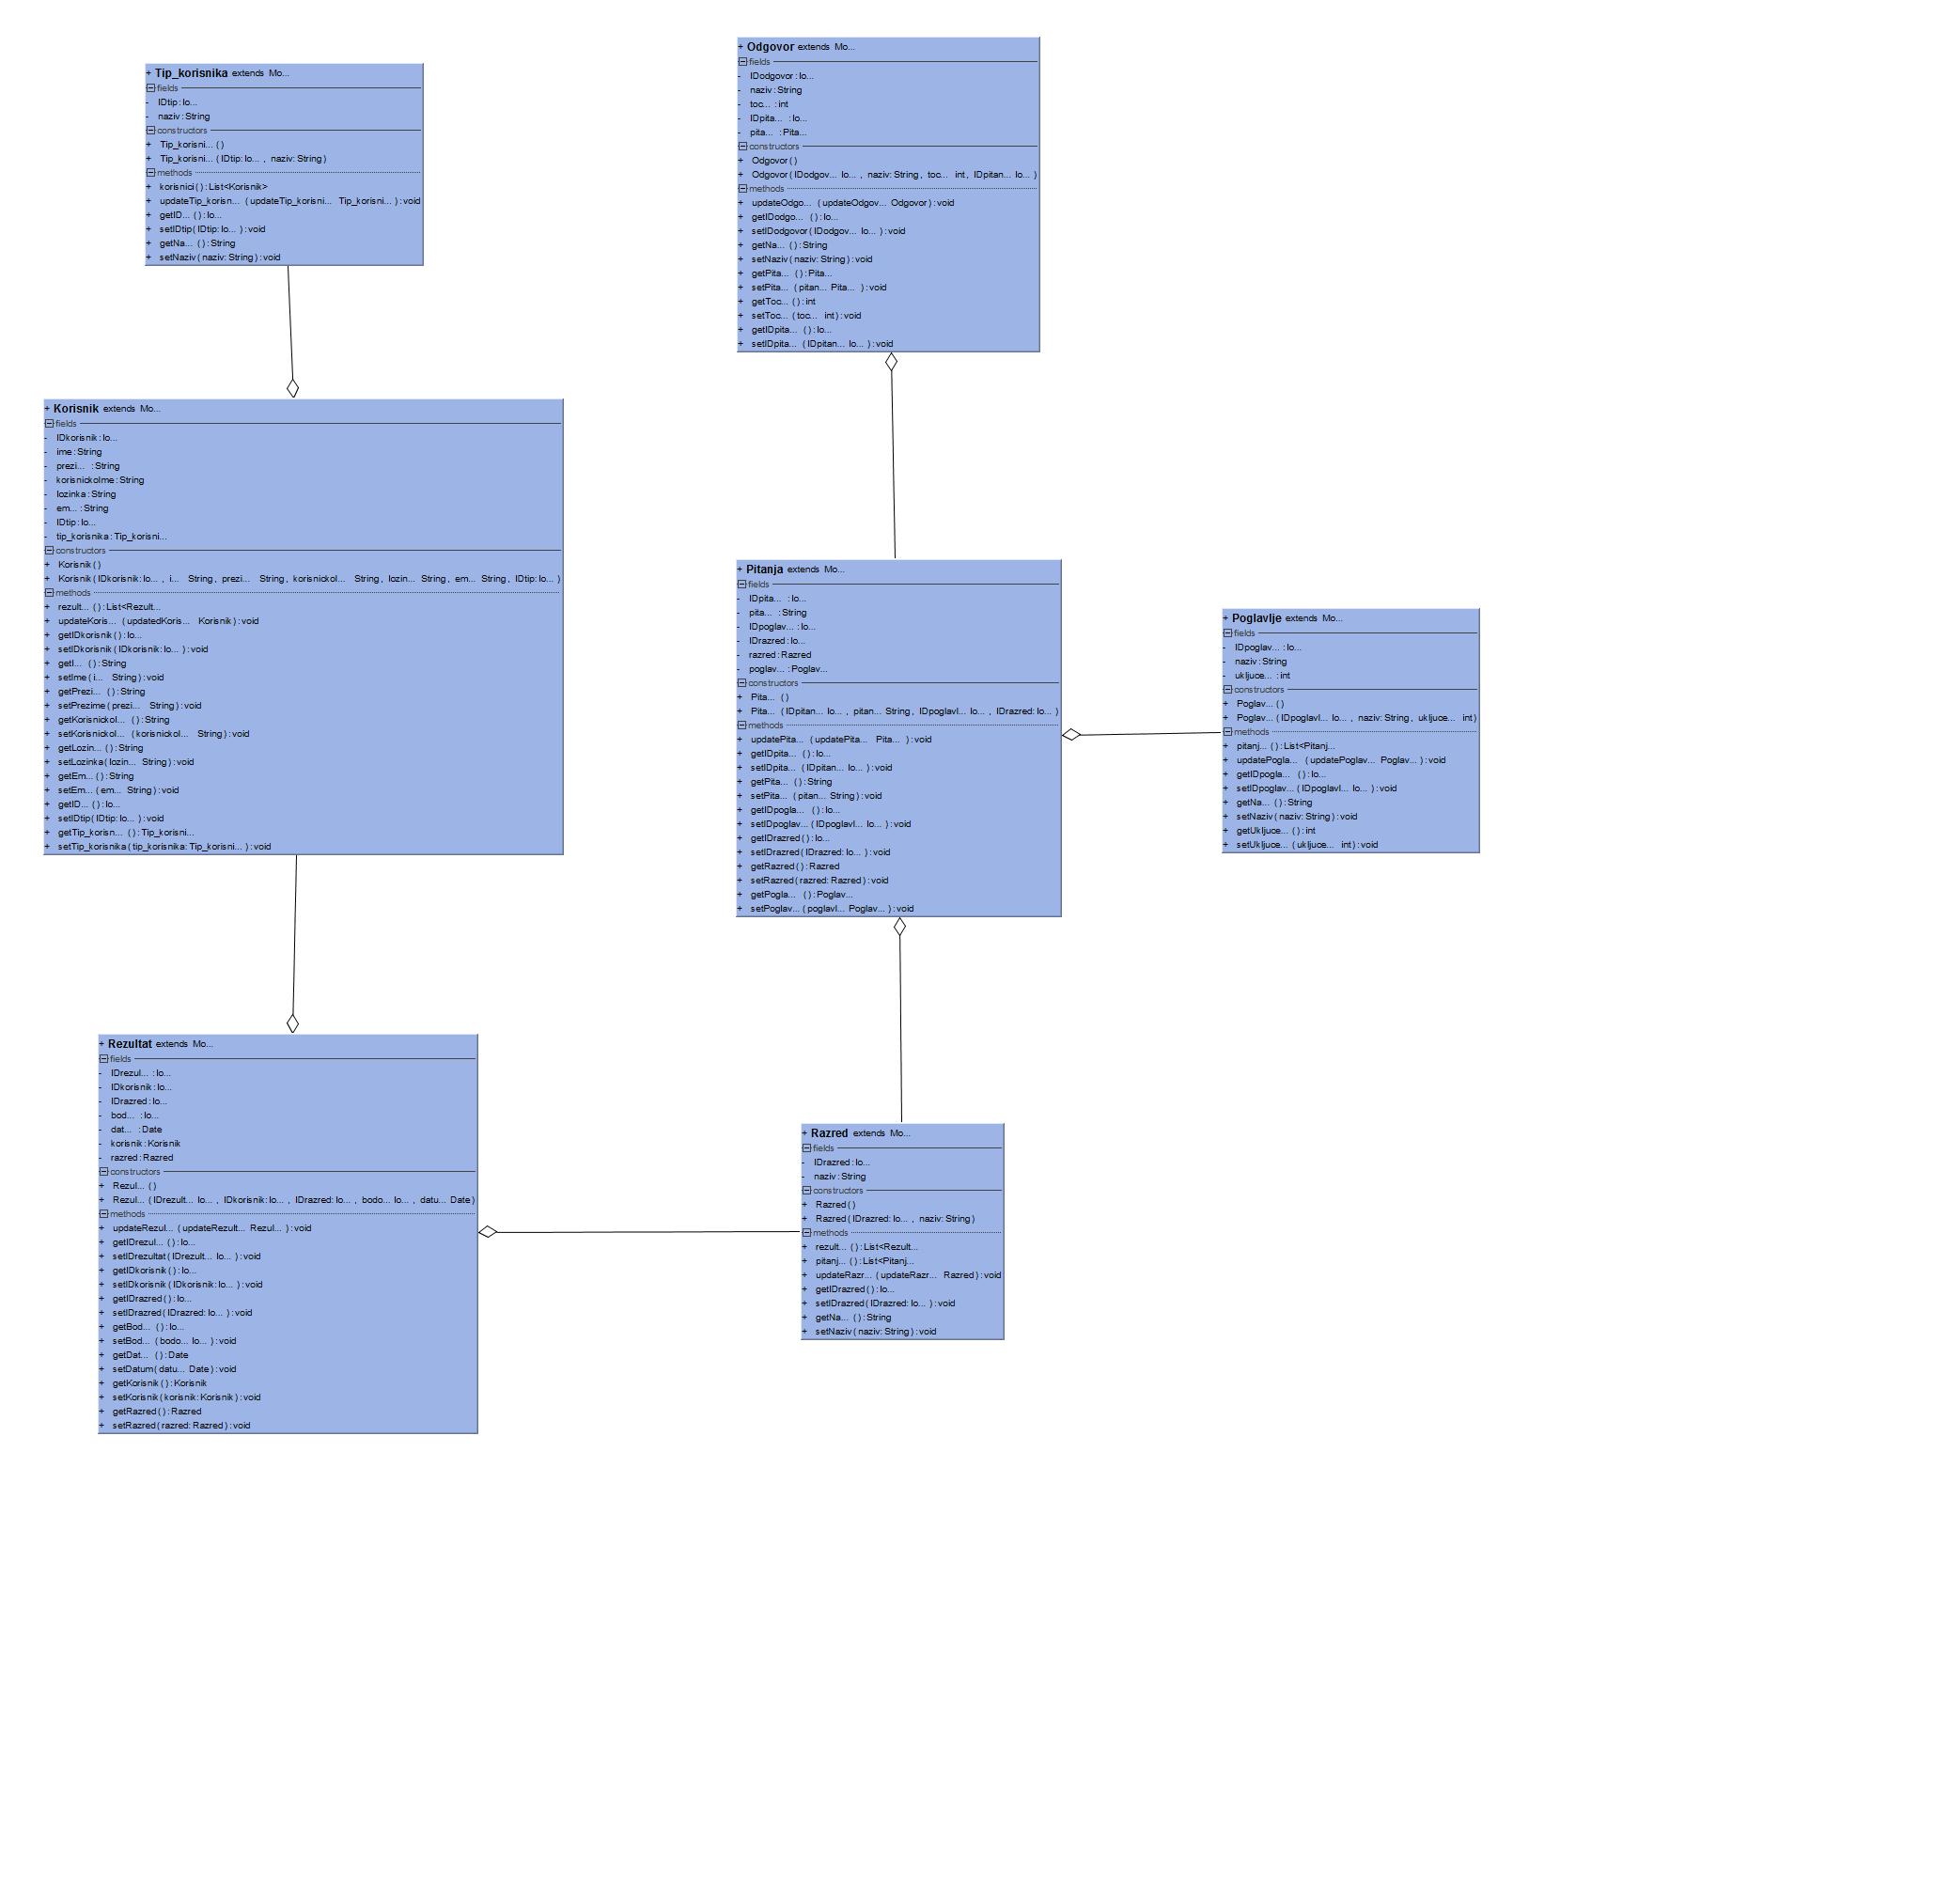 + Tip_korisnika extends Mo...
fields
- IDtip: lo...
- naziv: String
constructors
+ Tip_korisni... ()
+ Tip_korisni... (IDtip: lo... , naziv: String)
methods
+ korisnici(): List<Korisnik>
+ updateTip_korisn... (updateTip_korisni... Tip_korisni... ): void
+ getID... (): lo...
+ setIDtip(IDtip: lo... ): void
+ getNa... (): String
+ setNaziv(naziv: String): void
+ Odgovor extends Mo...
fields
- IDodgovor: lo...
- naziv: String
- toc... : int
- IDpita... : lo...
- pita... : Pita...
constructors
+ Odgovor()
+ Odgovor(IDodgov... lo... , naziv: String, toc... int, IDpitan... lo... )
methods
+ updateOdgo... (updateOdgov... Odgovor): void
+ getIDodgo... (): lo...
+ setIDodgovor(IDodgov... lo... ): void
+ getNa... (): String
+ setNaziv(naziv: String): void
+ getPita... (): Pita...
+ setPita... (pitan... Pita... ): void
+ getToc... (): int
+ setToc... (toc... int): void
+ getIDpita... (): lo...
+ setIDpita... (IDpitan... lo... ): void
+ Korisnik extends Mo...
fields
- IDkorisnik: lo...
- ime: String
- prezi... : String
- korisnickoIme: String
- lozinka: String
- em... : String
- IDtip: lo...
- tip_korisnika: Tip_korisni...
constructors
+ Korisnik()
+ Korisnik(IDkorisnik: lo... , i... String, prezi... String, korisnickoI... String, lozin... String, em... String, IDtip: lo... )
methods
+ rezult... (): List<Rezult...
+ updateKoris... (updatedKoris... Korisnik): void
+ getIDkorisnik(): lo...
+ setIDkorisnik(IDkorisnik: lo... ): void
+ getI... (): String
+ setIme(i... String): void
+ getPrezi... (): String
+ setPrezime(prezi... String): void
+ getKorisnickoI... (): String
+ setKorisnickoI... (korisnickoI... String): void
+ getLozin... (): String
+ setLozinka(lozin... String): void
+ getEm... (): String
+ setEm... (em... String): void
+ getID... (): lo...
+ setIDtip(IDtip: lo... ): void
+ getTip_korisn... (): Tip_korisni...
+ setTip_korisnika(tip_korisnika: Tip_korisni... ): void
+ Pitanja extends Mo...
fields
- IDpita... : lo...
- pita... : String
- IDpoglav... : lo...
- IDrazred: lo...
- razred: Razred
- poglav... : Poglav...
constructors
+ Pita... ()
+ Pita... (IDpitan... lo... , pitan... String, IDpoglavl... lo... , IDrazred: lo... )
methods
+ updatePita... (updatePita... Pita... ): void
+ getIDpita... (): lo...
+ setIDpita... (IDpitan... lo... ): void
+ getPita... (): String
+ setPita... (pitan... String): void
+ getIDpogla... (): lo...
+ setIDpoglav... (IDpoglavl... lo... ): void
+ getIDrazred(): lo...
+ setIDrazred(IDrazred: lo... ): void
+ getRazred(): Razred
+ setRazred(razred: Razred): void
+ getPogla... (): Poglav...
+ setPoglav... (poglavl... Poglav... ): void
+ Poglavlje extends Mo...
fields
- IDpoglav... : lo...
- naziv: String
- ukljuce... : int
constructors
+ Poglav... ()
+ Poglav... (IDpoglavl... lo... , naziv: String, ukljuce... int)
methods
+ pitanj... (): List<Pitanj...
+ updatePogla... (updatePoglav... Poglav... ): void
+ getIDpogla... (): lo...
+ setIDpoglav... (IDpoglavl... lo... ): void
+ getNa... (): String
+ setNaziv(naziv: String): void
+ getUkljuce... (): int
+ setUkljuce... (ukljuce... int): void
+ Rezultat extends Mo...
fields
- IDrezul... : lo...
- IDkorisnik: lo...
- IDrazred: lo...
- bod... : lo...
- dat... : Date
- korisnik: Korisnik
- razred: Razred
constructors
+ Rezul... ()
+ Rezul... (IDrezult... lo... , IDkorisnik: lo... , IDrazred: lo... , bodo... lo... , datu... Date)
methods
+ updateRezul... (updateRezult... Rezul... ): void
+ getIDrezul... (): lo...
+ setIDrezultat(IDrezult... lo... ): void
+ getIDkorisnik(): lo...
+ setIDkorisnik(IDkorisnik: lo... ): void
+ getIDrazred(): lo...
+ setIDrazred(IDrazred: lo... ): void
+ getBod... (): lo...
+ setBod... (bodo... lo... ): void
+ getDat... (): Date
+ setDatum(datu... Date): void
+ getKorisnik(): Korisnik
+ setKorisnik(korisnik: Korisnik): void
+ getRazred(): Razred
+ setRazred(razred: Razred): void
+ Razred extends Mo...
fields
- IDrazred: lo...
- naziv: String
constructors
+ Razred()
+ Razred(IDrazred: lo... , naziv: String)
methods
+ rezult... (): List<Rezult...
+ pitanj... (): List<Pitanj...
+ updateRazr... (updateRazr... Razred): void
+ getIDrazred(): lo...
+ setIDrazred(IDrazred: lo... ): void
+ getNa... (): String
+ setNaziv(naziv: String): void